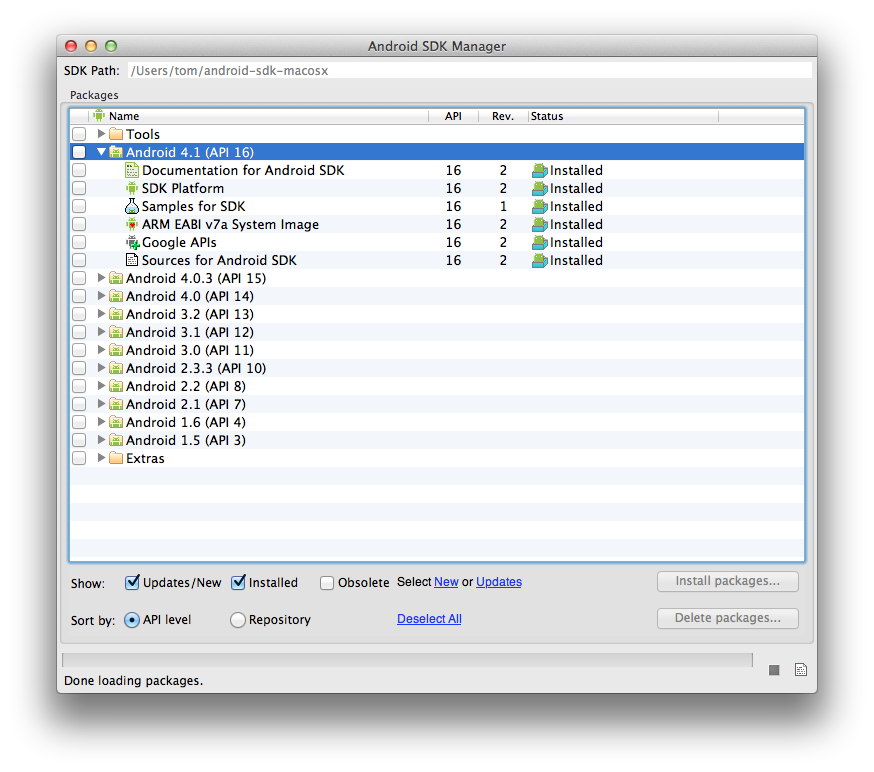 Android SDK Manager
SDK Path: /Users/tom/android-sdk-macosx
Packages
Name API Rev. Status
Tools
Android 4.1 (API 16)
Documentation for Android SDK 16 2 Installed
SDK Platform 16 2 Installed
Samples for SDK 16 1 Installed
ARM EABI v7a System Image 16 2 Installed
Google APIs 16 2 Installed
Sources for Android SDK 16 2 Installed
Android 4.0.3 (API 15)
Android 4.0 (API 14)
Android 3.2 (API 13)
Android 3.1 (API 12)
Android 3.0 (API 11)
Android 2.3.3 (API 10)
Android 2.2 (API 8)
Android 2.1 (API 7)
Android 1.6 (API 4)
Android 1.5 (API 3)
Extras
Show: Updates/New Installed Obsolete Select New or Updates Install packages...
Sort by: API level Repository Deselect All Delete packages...
Done loading packages.